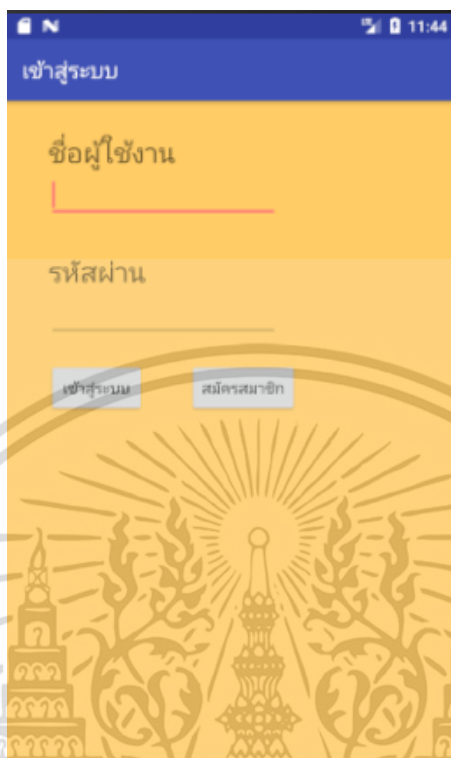 11:44
เข้าสู่ระบบ
ชื่อผู้ใช้งาน
รหัสผ่าน
เข้าสู่ระบบ สมัครสมาชิก